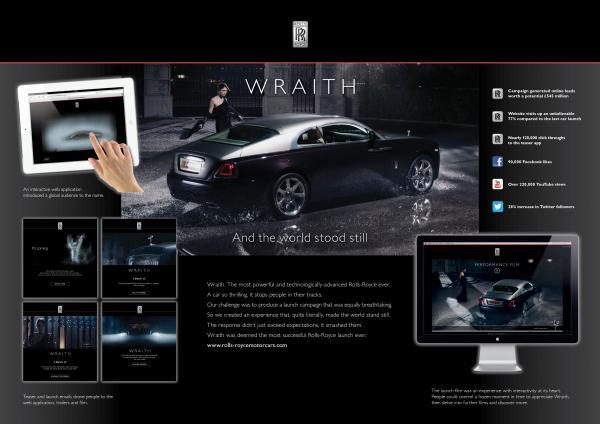 WRAITH
And the world stood still
Campaign generated online leads
worth a potential £545 million
Website visits up an unbelievable
77% compared to the last car launch
Nearly 120,000 click throughs
to the teaser app
90,000 Facebook likes
Over 220,000 YouTube views
26% increase in Twitter followers
An interactive web application
introduced a global audience to the name.
It's coming
WRAITH
WRAITH
WRAITH
Teaser and launch emails drove people to the
web application, trailers and film.
Wraith. The most powerful and technologically-advanced Rolls-Royce ever.
A car so thrilling, it stops people in their tracks.
Our challenge was to produce a launch campaign that was equally breathtaking.
So we created an experience that, quite literally, made the world stand still.
The response didn't just exceed expectations, it smashed them.
Wraith was deemed the most successful Rolls-Royce launch ever.
www.rolls-roycemotorcars.com
PERFORMANCE FILM
The launch film was an experience with interactivity at its heart.
People could control a frozen moment in time to appreciate Wraith,
then delve into further films and discover more.